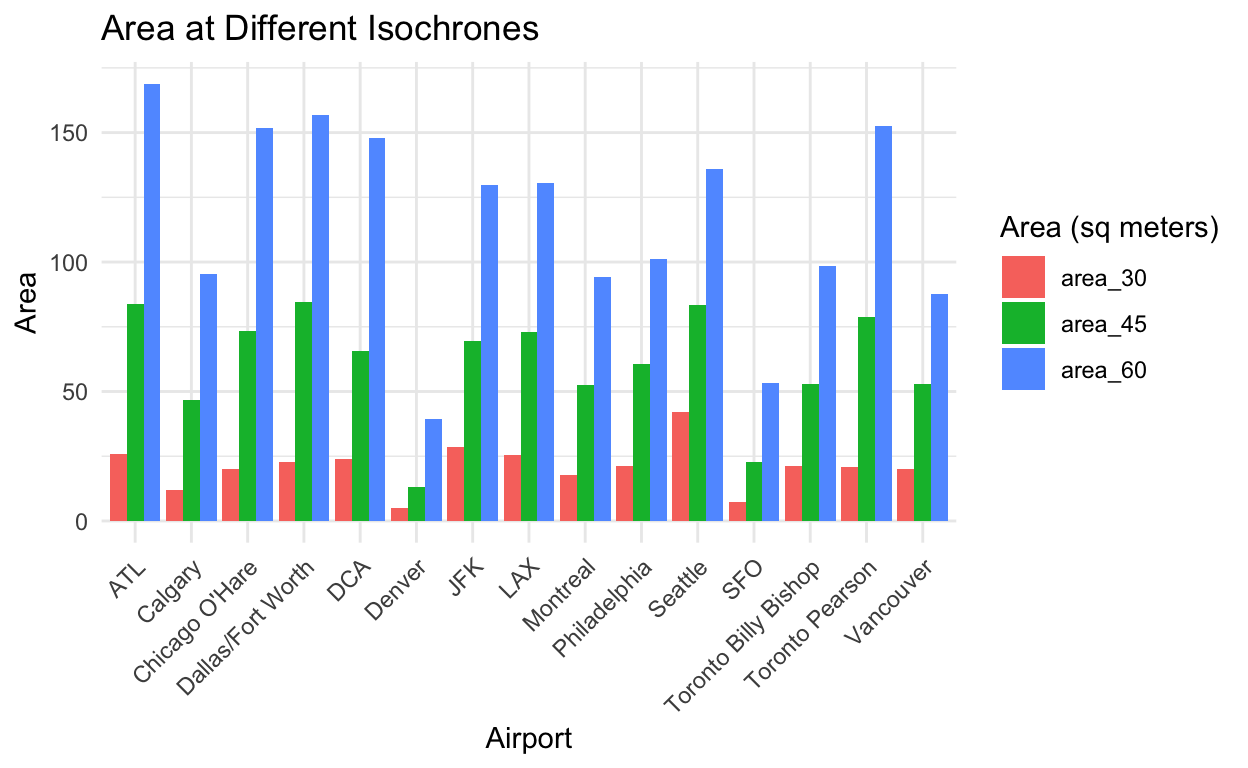 Area at Different Isochrones
Area
150
100
50
0
ATL
Calgary
Chicago O'Hare
Dallas/Fort Worth
DCA
Denver
JFK
LAX
Montreal
Philadelphia
Seattle
SFO
Toronto Billy Bishop
Toronto Pearson
Vancouver
Airport
Area (sq meters)
area_30
area_45
area_60